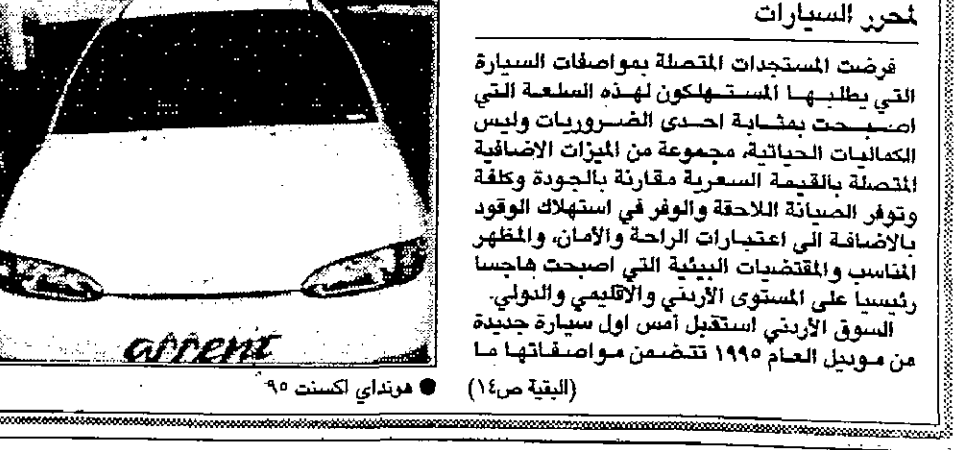 لمحرر السيارات
فرضت المستجدات المتصلة بمواصفات السيارة
التي يطلبها المستهلكون لهذه السلعة التي
اصبحت بمثابة احدى الضروريات وليس
الكماليات الحياتية، مجموعة من الميزات الاضافية
المتصلة بالقيمة السعرية مقارنة بالجودة وكلفة
وتوفر الصيانة اللاحقة والوفر في استهلاك الوقود
بالاضافة الى اعتبارات الراحة والأمان، والمظهر
المناسب والمقتضيات البيئية التي اصبحت هاجسا
رئيسيا على المستوى الأردني والاقليمي والدولي.
السوق الأردني استقبل أمس اول سيارة جديدة
من موديل العام ١٩٩٥ تتضمن مواصفاتها ما
(البقية ص١٤)
accent
● هونداي اكسنت ٩٥